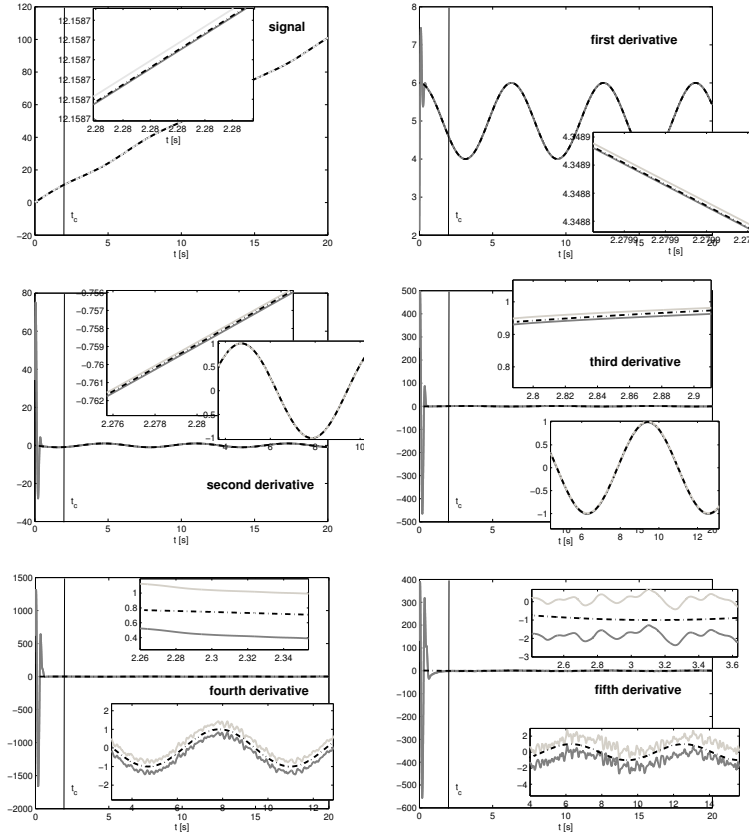 signal
120
100
80
60
40
20
0
−20
0 5 10 15 20
t [s]
t_c
12.1587
12.1587
12.1587
12.1587
12.1587
12.1587
2.28 2.28 2.28 2.28 2.28 2.28
t [s]
first derivative
8
7
6
5
4
3
2
0 5 10 15 20
t [s]
t_c
4.3489
4.3489
4.3488
4.3488
2.2799 2.2799
t [s]
second derivative
80
60
40
20
0
−20
−40
0 5 10 15 20
t [s]
t_c
−0.756
−0.757
−0.758
−0.759
−0.76
−0.761
−0.762
2.276 2.278 2.28
1
0.5
0
−0.5
−1
4 6 8 10
third derivative
500
400
300
200
100
0
−100
−200
−300
−400
−500
0 5
t [s]
t_c
1
0.9
0.8
2.8 2.82 2.84 2.86 2.88 2.9
1
0.5
0
−0.5
−1
6 8 10 12
fourth derivative
1500
1000
500
0
−500
−1000
−1500
−2000
0 5 10 15 20
t [s]
t_c
1
0.8
0.6
0.4
2.26 2.28 2.3 2.32 2.34
2
1
0
−1
−2
4 6 8 10 12
fifth derivative
400
300
200
100
0
−100
−200
−300
−400
−500
−600
0 5 10 15 20
t [s]
t_c
0
−1
−2
−3
2.6 2.8 3 3.2 3.4 3.6
2
0
−2
−4
4 6 8 10 12 14